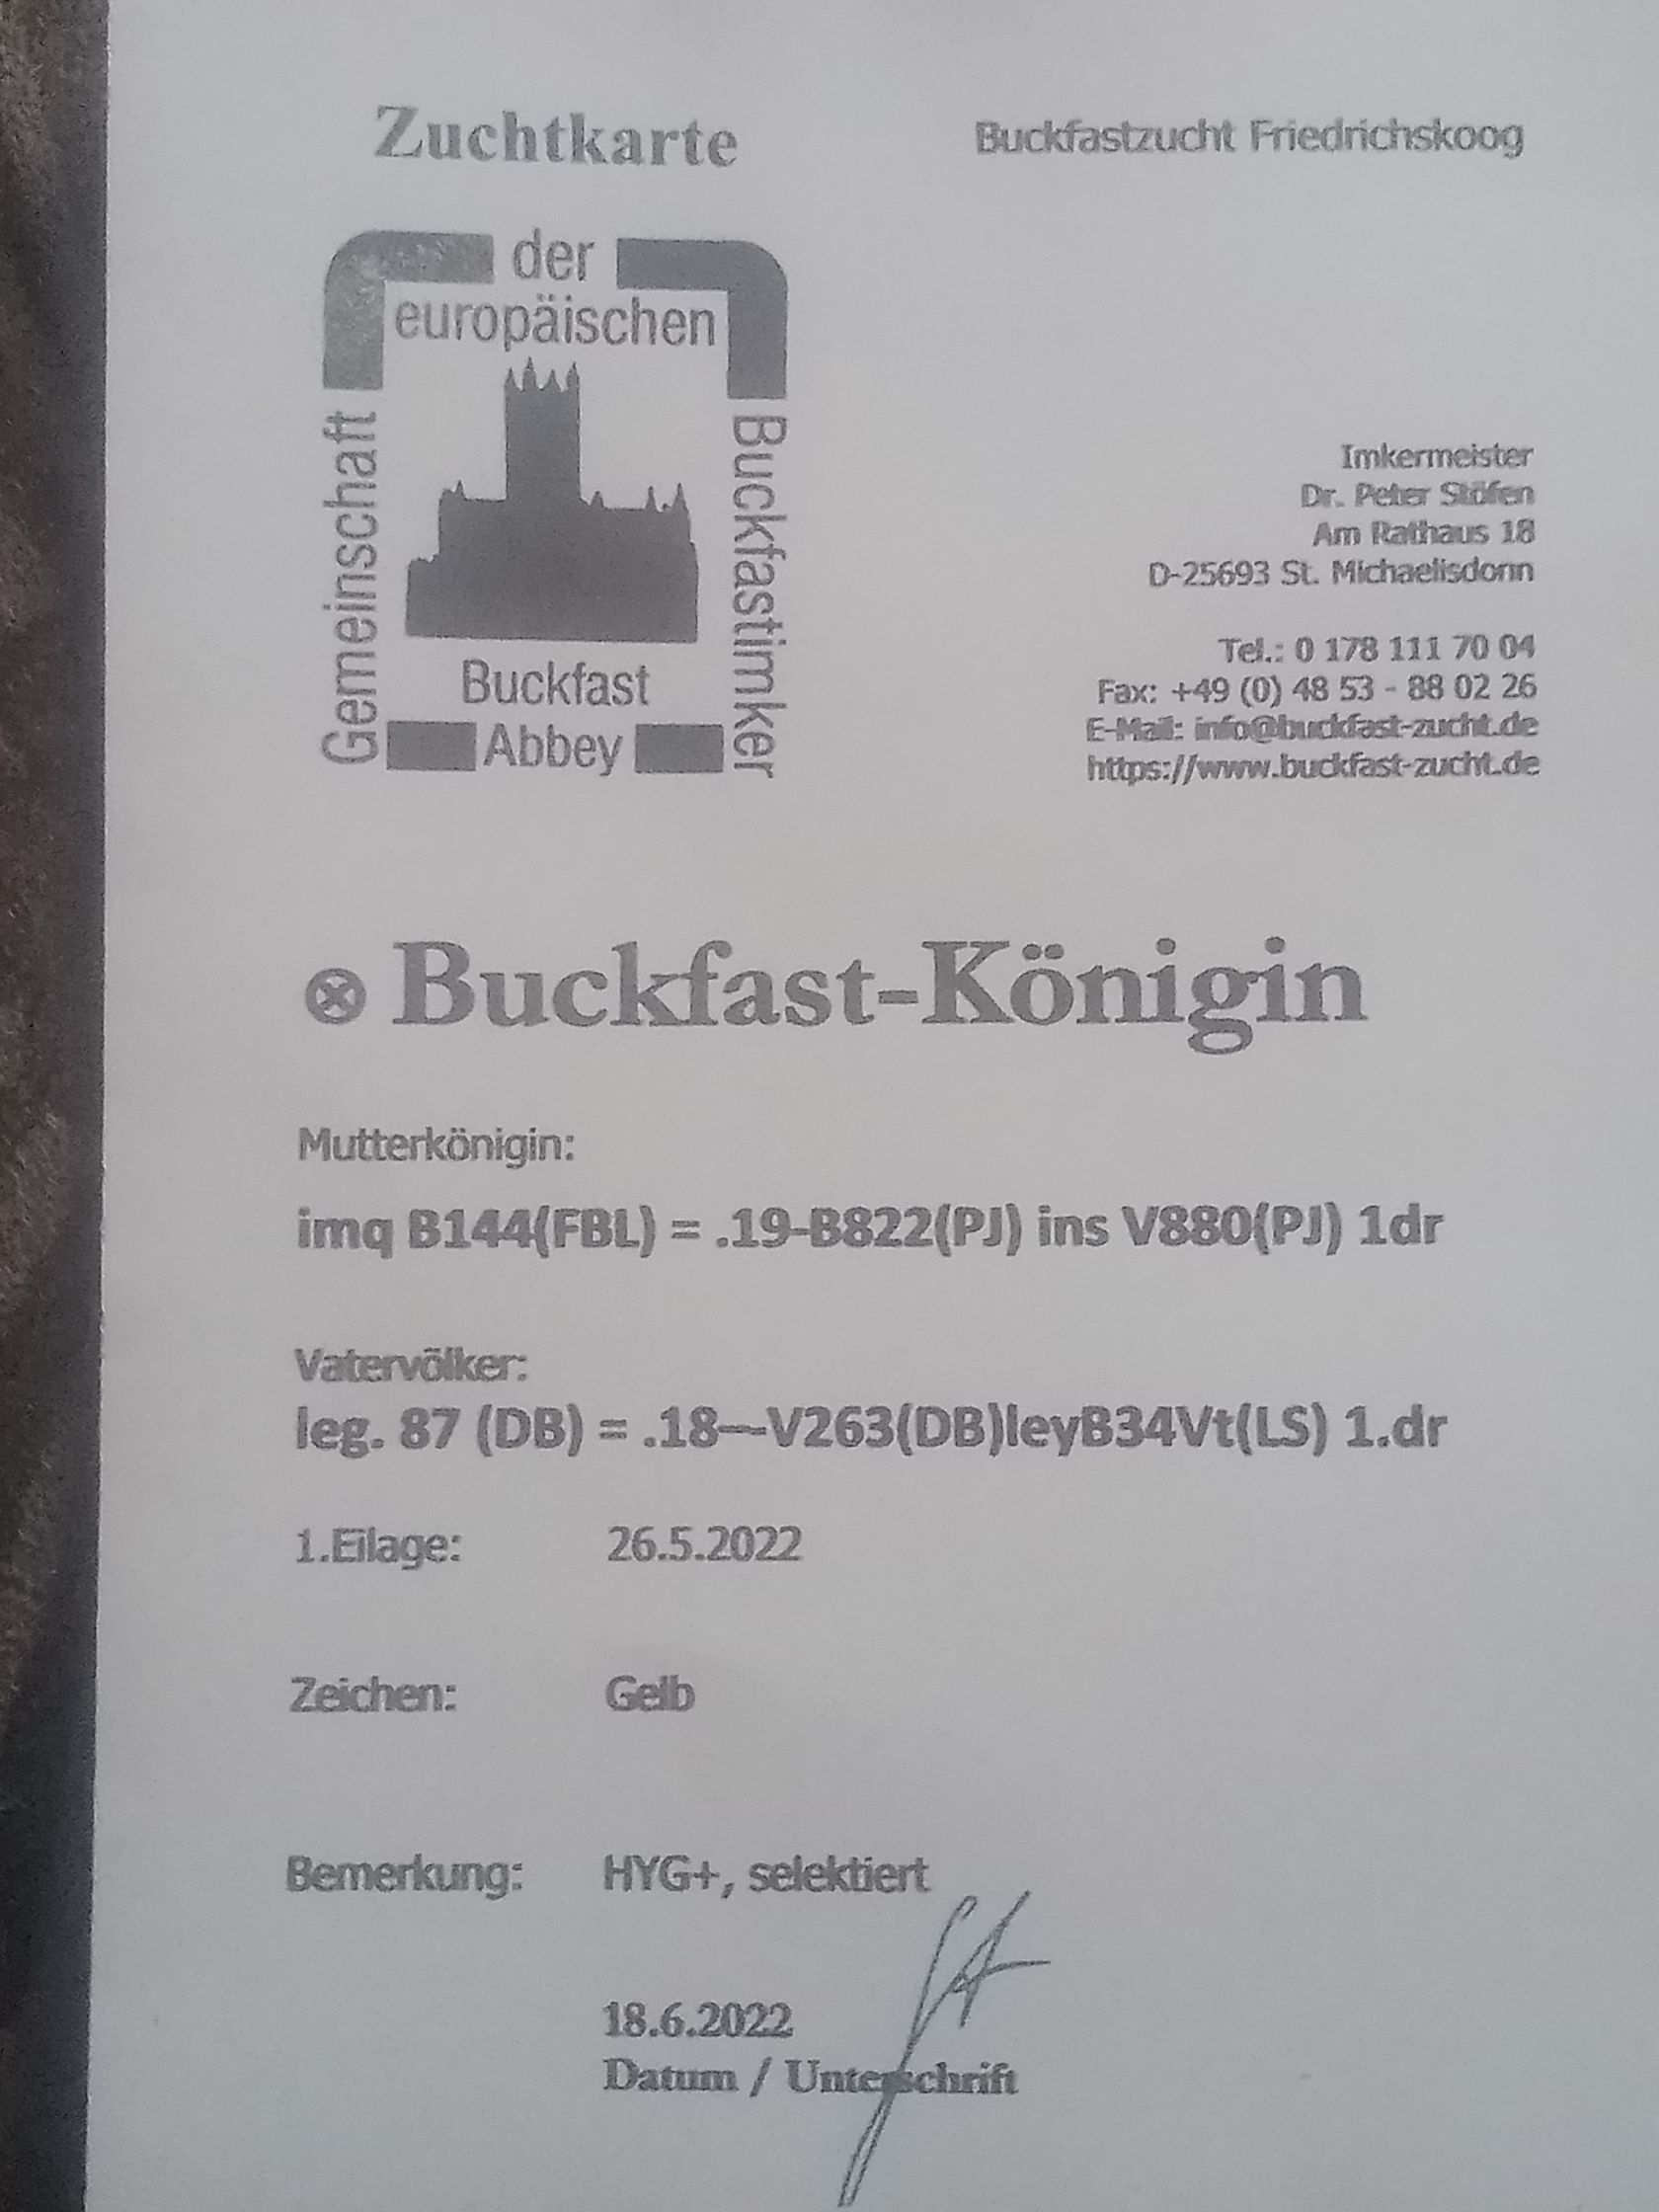 Zuchtkarte
Buckfastzucht Friedrichskoog
Gemeinschaft
der
europäischen
Buckfastimker
Buckfast
Abbey
Imkermeister
Dr. Peter Stöfen
Am Rathaus 18
D-25693 St. Michaelisdonn
Tel.: 0 178 111 70 04
Fax: +49 (0) 48 53 - 88 02 26
E-Mail: info@buckfast-zucht.de
https://www.buckfast-zucht.de
⊗ Buckfast-Königin
Mutterkönigin:
imq B144(FBL) = .19-B822(PJ) ins V880(PJ) 1dr
Vatervölker:
leg. 87 (DB) = .18—-V263(DB)leyB34Vt(LS) 1.dr
1.Eilage: 26.5.2022
Zeichen: Gelb
Bemerkung: HYG+, selektiert
18.6.2022
Datum / Unterschrift